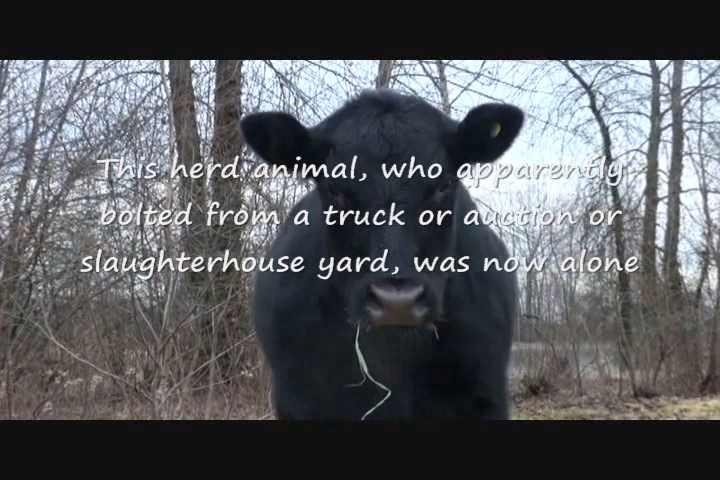 This herd animal, who apparently
bolted from a truck or auction or
slaughterhouse yard, was now alone